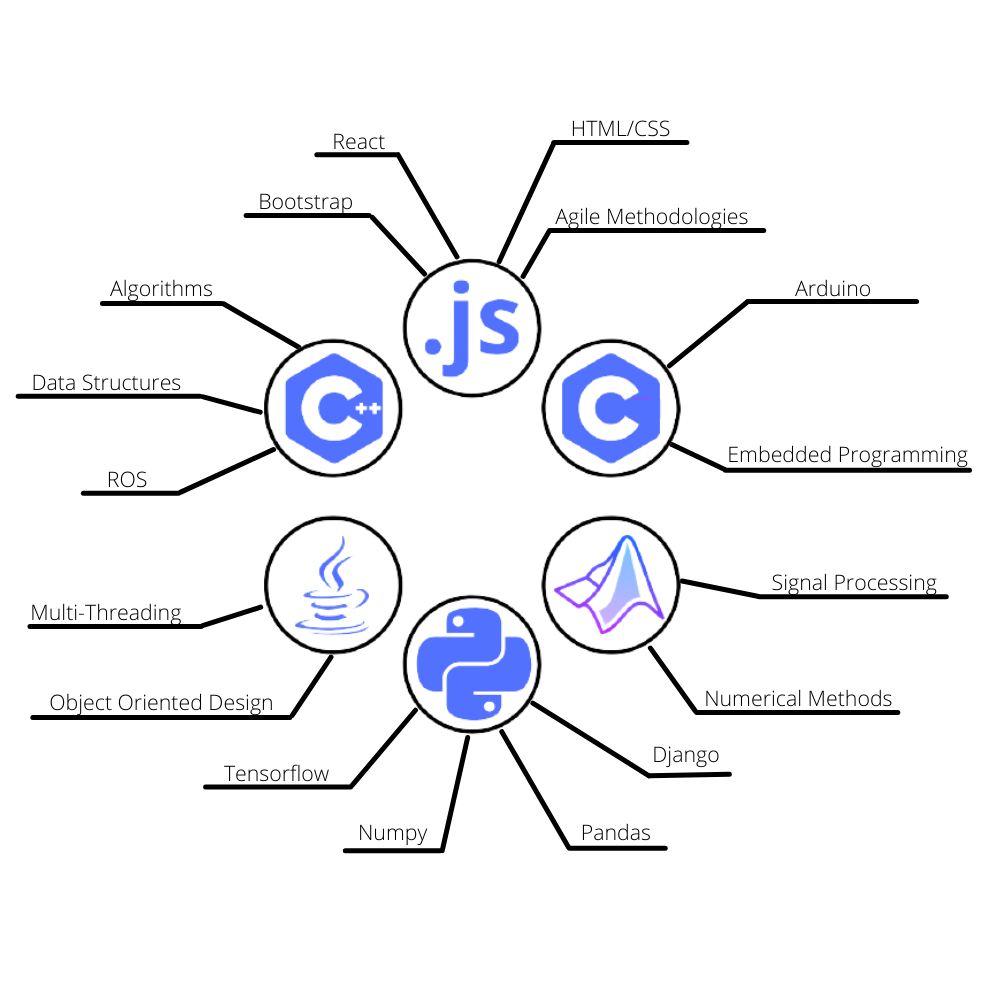 HTML/CSS
React
Bootstrap
Agile Methodologies
.js
Algorithms
Arduino
Data Structures
C++
C
Embedded Programming
ROS
Signal Processing
Multi-Threading
Object Oriented Design
Numerical Methods
Django
Tensorflow
Numpy
Pandas